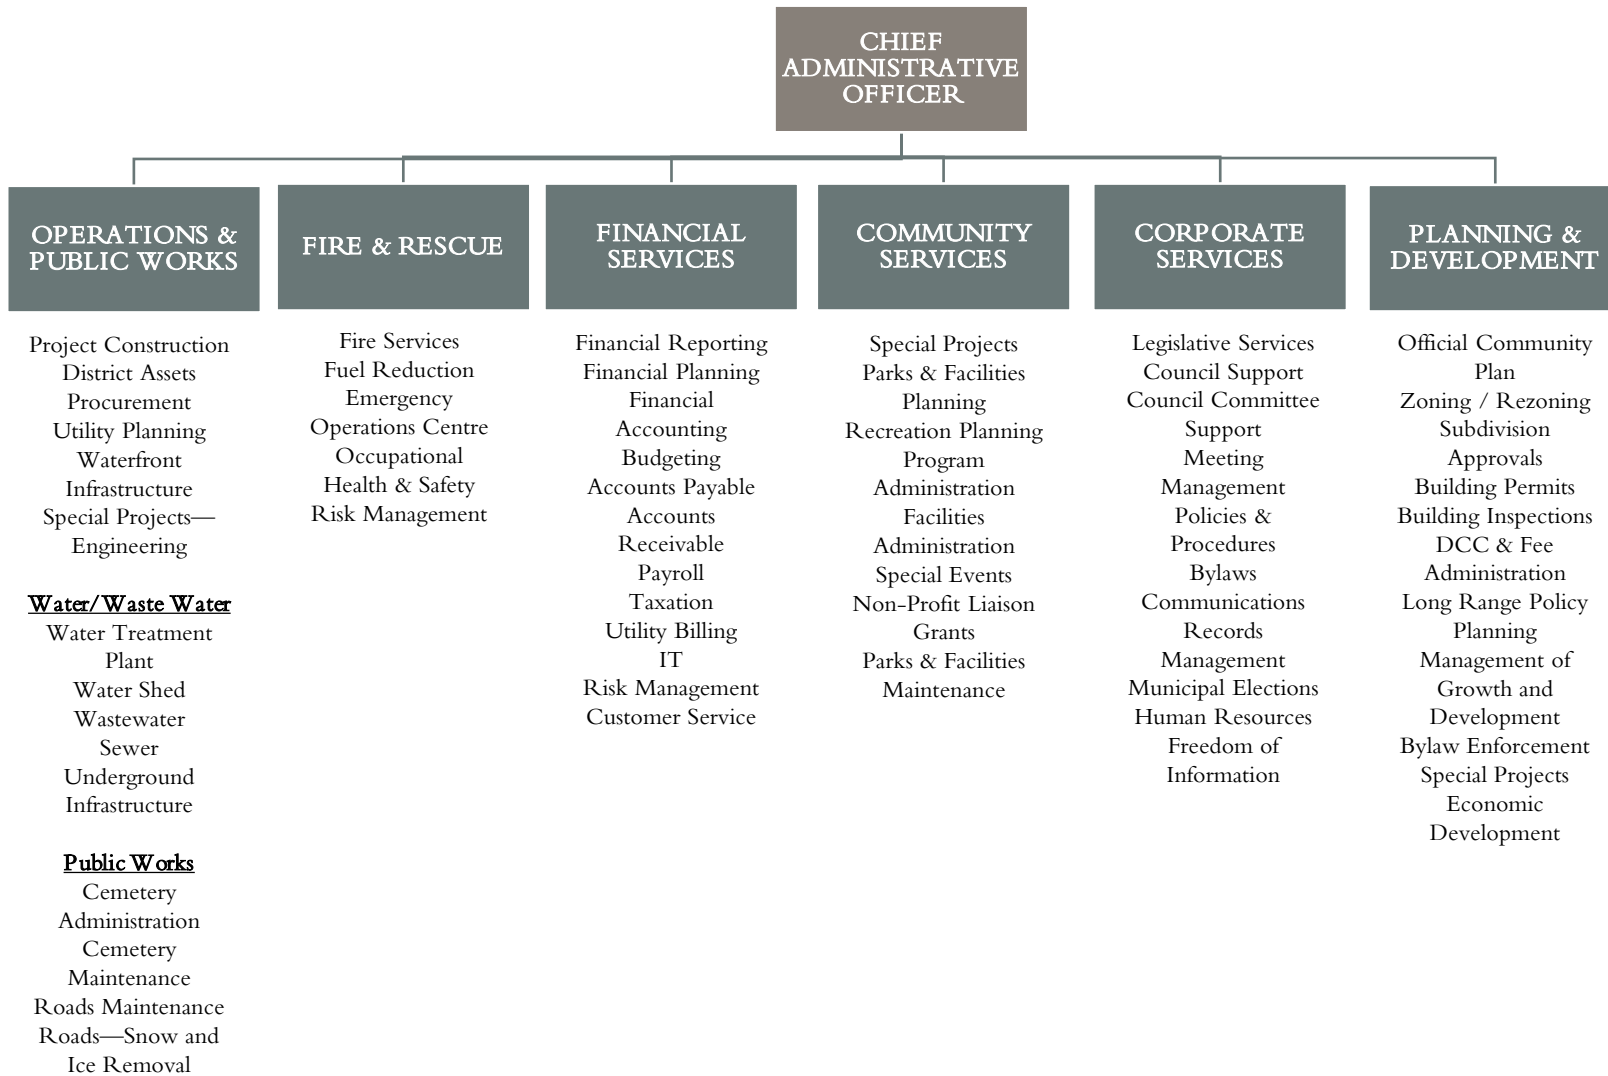 CHIEF
ADMINISTRATIVE
OFFICER
OPERATIONS &
PUBLIC WORKS
Project Construction
District Assets
Procurement
Utility Planning
Waterfront
Infrastructure
Special Projects—
Engineering
Water/Waste Water
Water Treatment
Plant
Water Shed
Wastewater
Sewer
Underground
Infrastructure
Public Works
Cemetery
Administration
Cemetery
Maintenance
Roads Maintenance
Roads—Snow and
Ice Removal
FIRE & RESCUE
Fire Services
Fuel Reduction
Emergency
Operations Centre
Occupational
Health & Safety
Risk Management
FINANCIAL
SERVICES
Financial Reporting
Financial Planning
Financial
Accounting
Budgeting
Accounts Payable
Accounts
Receivable
Payroll
Taxation
Utility Billing
IT
Risk Management
Customer Service
COMMUNITY
SERVICES
Special Projects
Parks & Facilities
Planning
Recreation Planning
Program
Administration
Facilities
Administration
Special Events
Non-Profit Liaison
Grants
Parks & Facilities
Maintenance
CORPORATE
SERVICES
Legislative Services
Council Support
Council Committee
Support
Meeting
Management
Policies &
Procedures
Bylaws
Communications
Records
Management
Municipal Elections
Human Resources
Freedom of
Information
PLANNING &
DEVELOPMENT
Official Community
Plan
Zoning / Rezoning
Subdivision
Approvals
Building Permits
Building Inspections
DCC & Fee
Administration
Long Range Policy
Planning
Management of
Growth and
Development
Bylaw Enforcement
Special Projects
Economic
Development